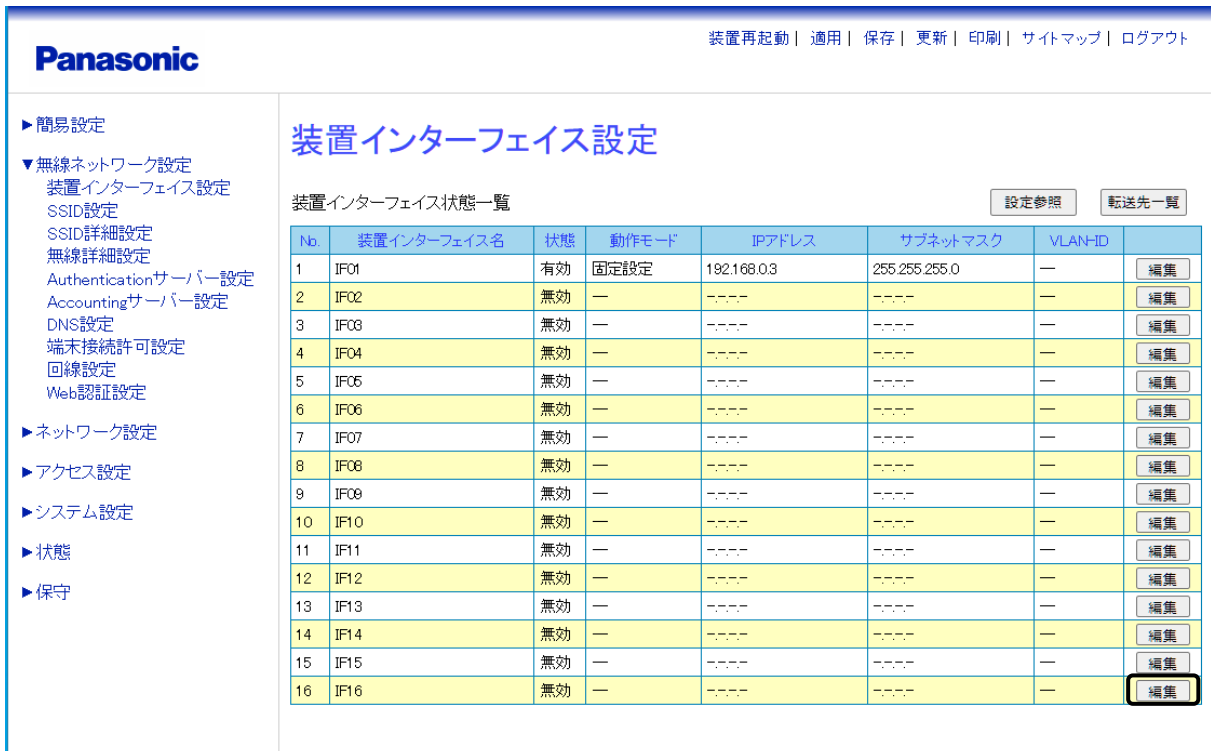 装置再起動| 適用| 保存| 更新| 印刷| サイトマップ| ログアウト
Panasonic
►簡易設定
▼無線ネットワーク設定
装置インターフェイス設定
SSID設定
SSID詳細設定
無線詳細設定
Authenticationサーバー設定
Accountingサーバー設定
DNS設定
端末接続許可設定
回線設定
Web認証設定
►ネットワーク設定
►アクセス設定
►システム設定
►状態
►保守
装置インターフェイス設定
装置インターフェイス状態一覧 設定参照 転送先一覧
No. 装置インターフェイス名 状態 動作モード IPアドレス サブネットマスク VLAN-ID
1 IF01 有効 固定設定 192.168.0.3 255.255.255.0 — 編集
2 IF02 無効 — -.-.-.- -.-.-.- — 編集
3 IF03 無効 — -.-.-.- -.-.-.- — 編集
4 IF04 無効 — -.-.-.- -.-.-.- — 編集
5 IF05 無効 — -.-.-.- -.-.-.- — 編集
6 IF06 無効 — -.-.-.- -.-.-.- — 編集
7 IF07 無効 — -.-.-.- -.-.-.- — 編集
8 IF08 無効 — -.-.-.- -.-.-.- — 編集
9 IF09 無効 — -.-.-.- -.-.-.- — 編集
10 IF10 無効 — -.-.-.- -.-.-.- — 編集
11 IF11 無効 — -.-.-.- -.-.-.- — 編集
12 IF12 無効 — -.-.-.- -.-.-.- — 編集
13 IF13 無効 — -.-.-.- -.-.-.- — 編集
14 IF14 無効 — -.-.-.- -.-.-.- — 編集
15 IF15 無効 — -.-.-.- -.-.-.- — 編集
16 IF16 無効 — -.-.-.- -.-.-.- — 編集